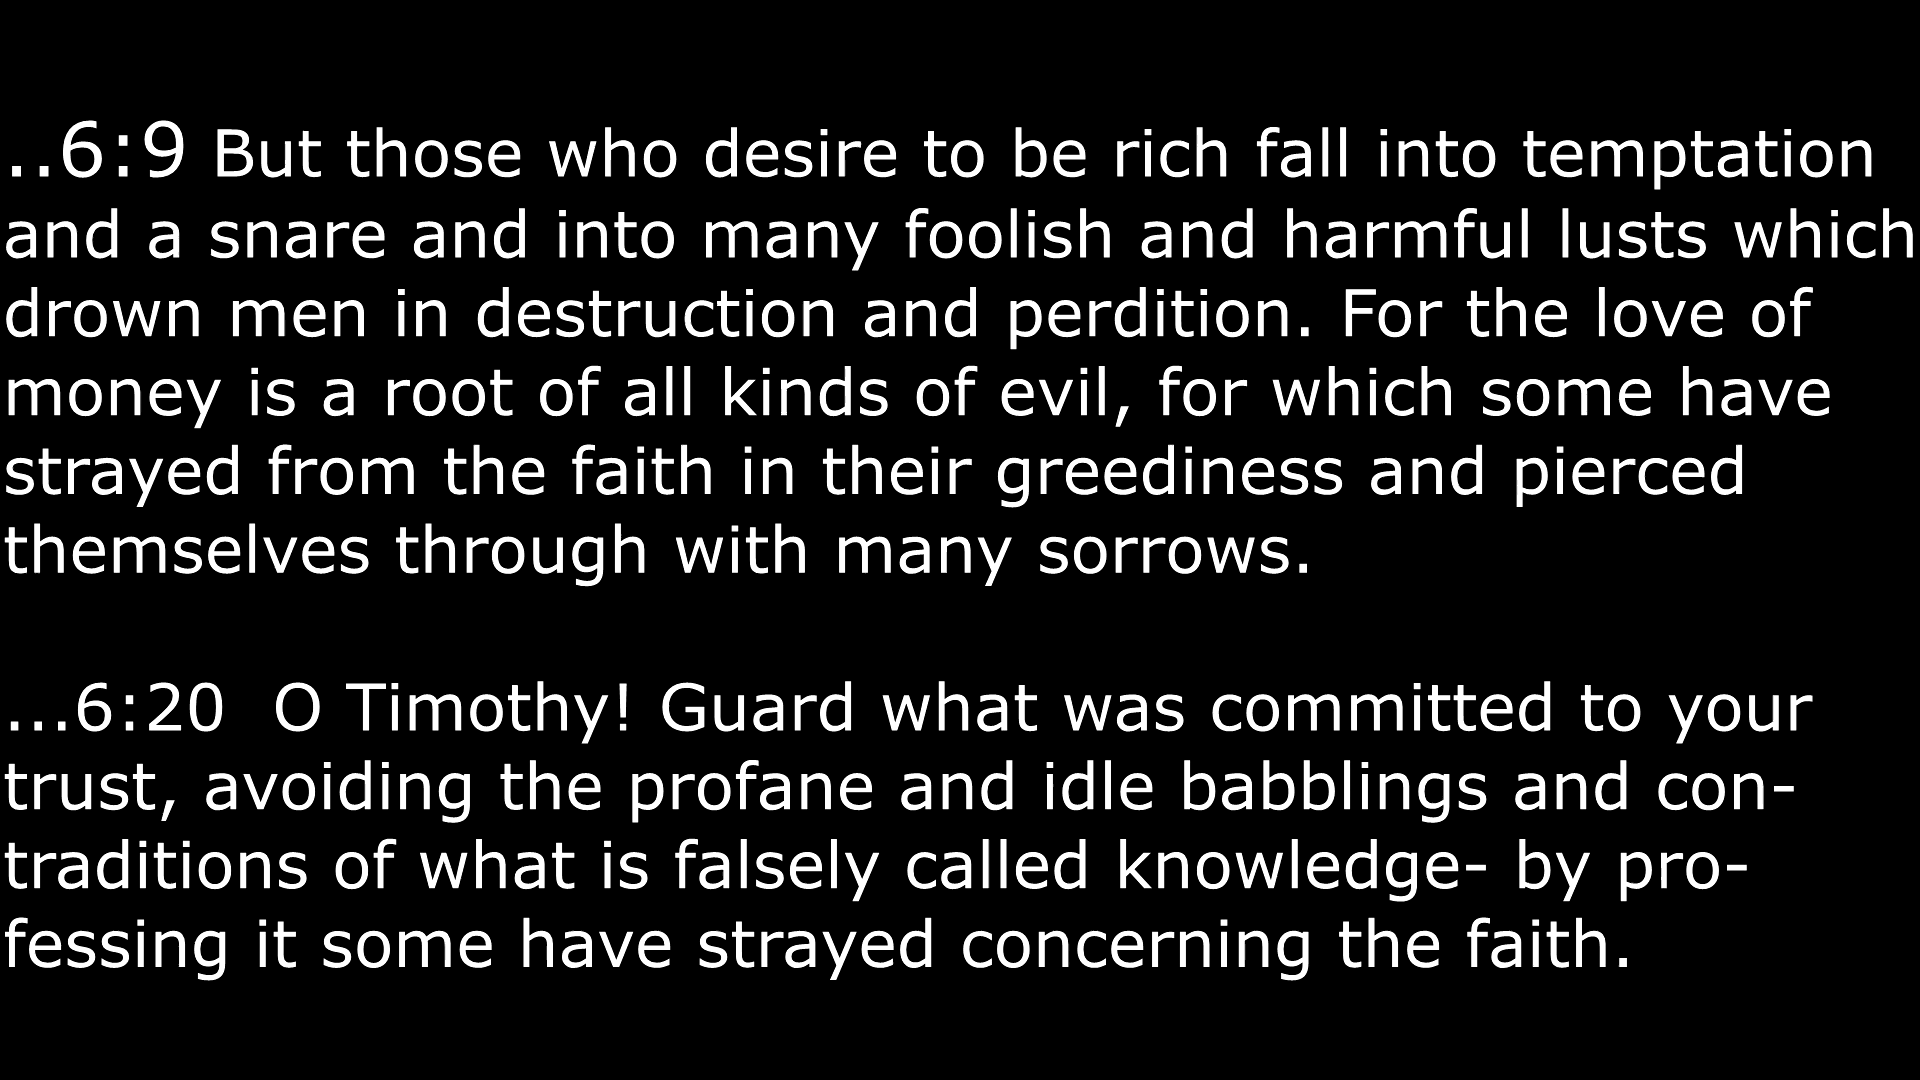 ..6:9 But those who desire to be rich fall into temptation
and a snare and into many foolish and harmful lusts which
drown men in destruction and perdition. For the love of
money is a root of all kinds of evil, for which some have
strayed from the faith in their greediness and pierced
themselves through with many sorrows.
...6:20  O Timothy! Guard what was committed to your
trust, avoiding the profane and idle babblings and con-
traditions of what is falsely called knowledge- by pro-
fessing it some have strayed concerning the faith.